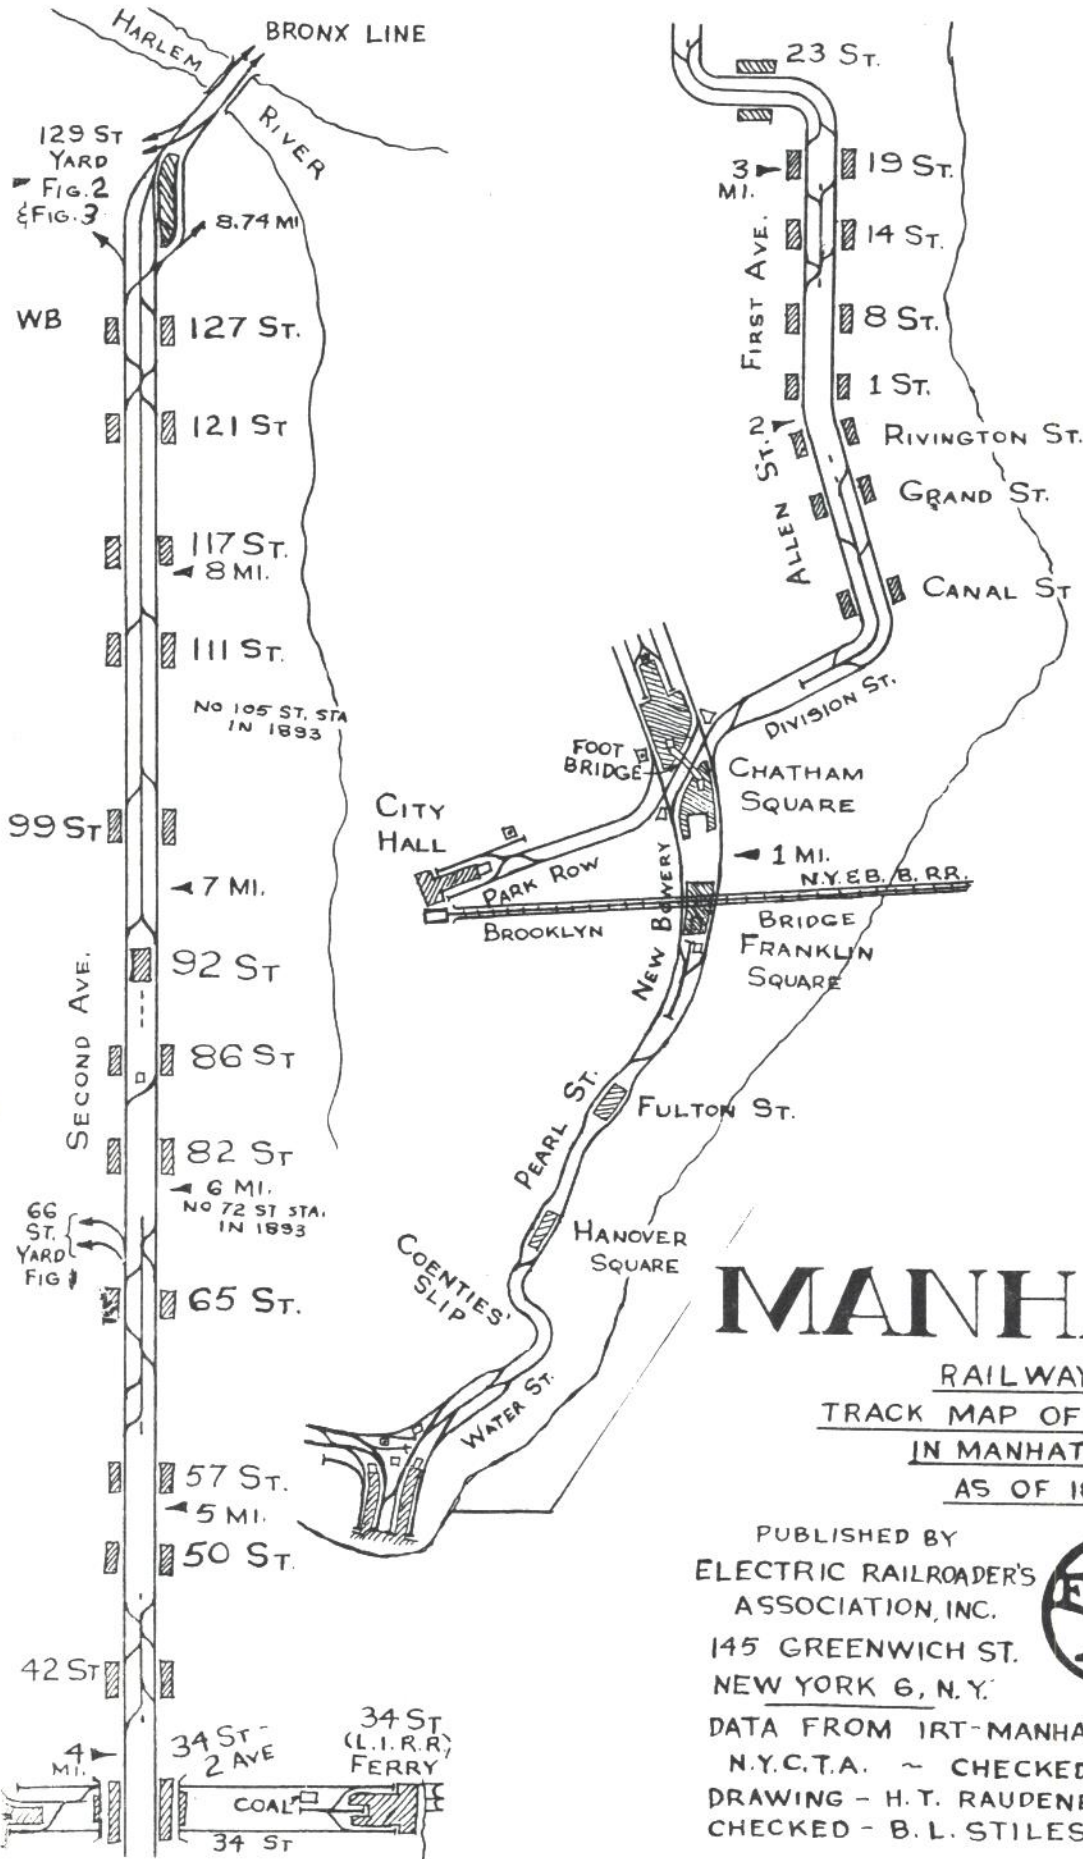 HARLEM
RIVER
BRONX LINE
129 ST
YARD
FIG. 2
& FIG. 3
8.74 MI
WB
127 ST.
121 ST
117 ST.
8 MI.
111 ST.
NO 105 ST. STA
IN 1893
99 ST
7 MI.
SECOND AVE.
92 ST
86 ST
82 ST
6 MI.
NO 72 ST STA.
IN 1893
66
ST.
YARD
FIG 1
65 ST.
57 ST.
5 MI.
50 ST.
42 ST
4
MI.
34 ST -
2 AVE
34 ST
(L.I.R.R.)
FERRY
COAL
34 ST
23 ST.
3
MI.
19 ST.
14 ST.
FIRST AVE.
8 ST.
1 ST.
2
RIVINGTON ST.
ALLEN ST.
GRAND ST.
CANAL ST
DIVISION ST.
FOOT
BRIDGE
CHATHAM
SQUARE
CITY
HALL
PARK ROW
1 MI.
N.Y. & B. B. RR.
BROOKLYN
BRIDGE
NEW BOWERY
FRANKLIN
SQUARE
PEARL ST.
FULTON ST.
HANOVER
SQUARE
COENTIES'
SLIP
WATER ST.
MANH
RAILWAY
TRACK MAP OF
IN MANHAT
AS OF 18
PUBLISHED BY
ELECTRIC RAILROADER'S
ASSOCIATION, INC.
145 GREENWICH ST.
NEW YORK 6, N.Y.
DATA FROM IRT-MANHA
N.Y.C.T.A. ~ CHECKED
DRAWING - H.T. RAUDENB
CHECKED - B.L. STILES